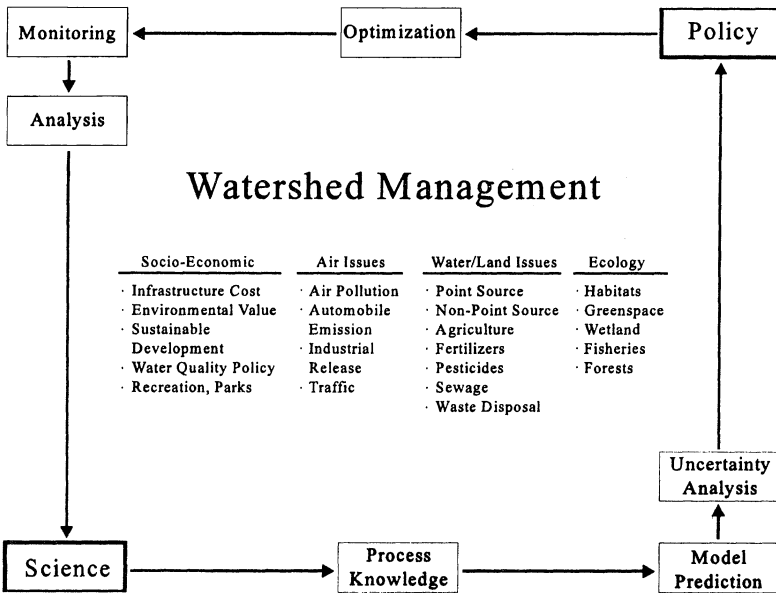 Monitoring
Optimization
Policy
Analysis
Watershed Management
Socio-Economic
· Infrastructure Cost
· Environmental Value
· Sustainable
Development
· Water Quality Policy
· Recreation, Parks
Air Issues
· Air Pollution
· Automobile
Emission
· Industrial
Release
· Traffic
Water/Land Issues
· Point Source
· Non-Point Source
· Agriculture
· Fertilizers
· Pesticides
· Sewage
· Waste Disposal
Ecology
· Habitats
· Greenspace
· Wetland
· Fisheries
· Forests
Uncertainty
Analysis
Science
Process
Knowledge
Model
Prediction